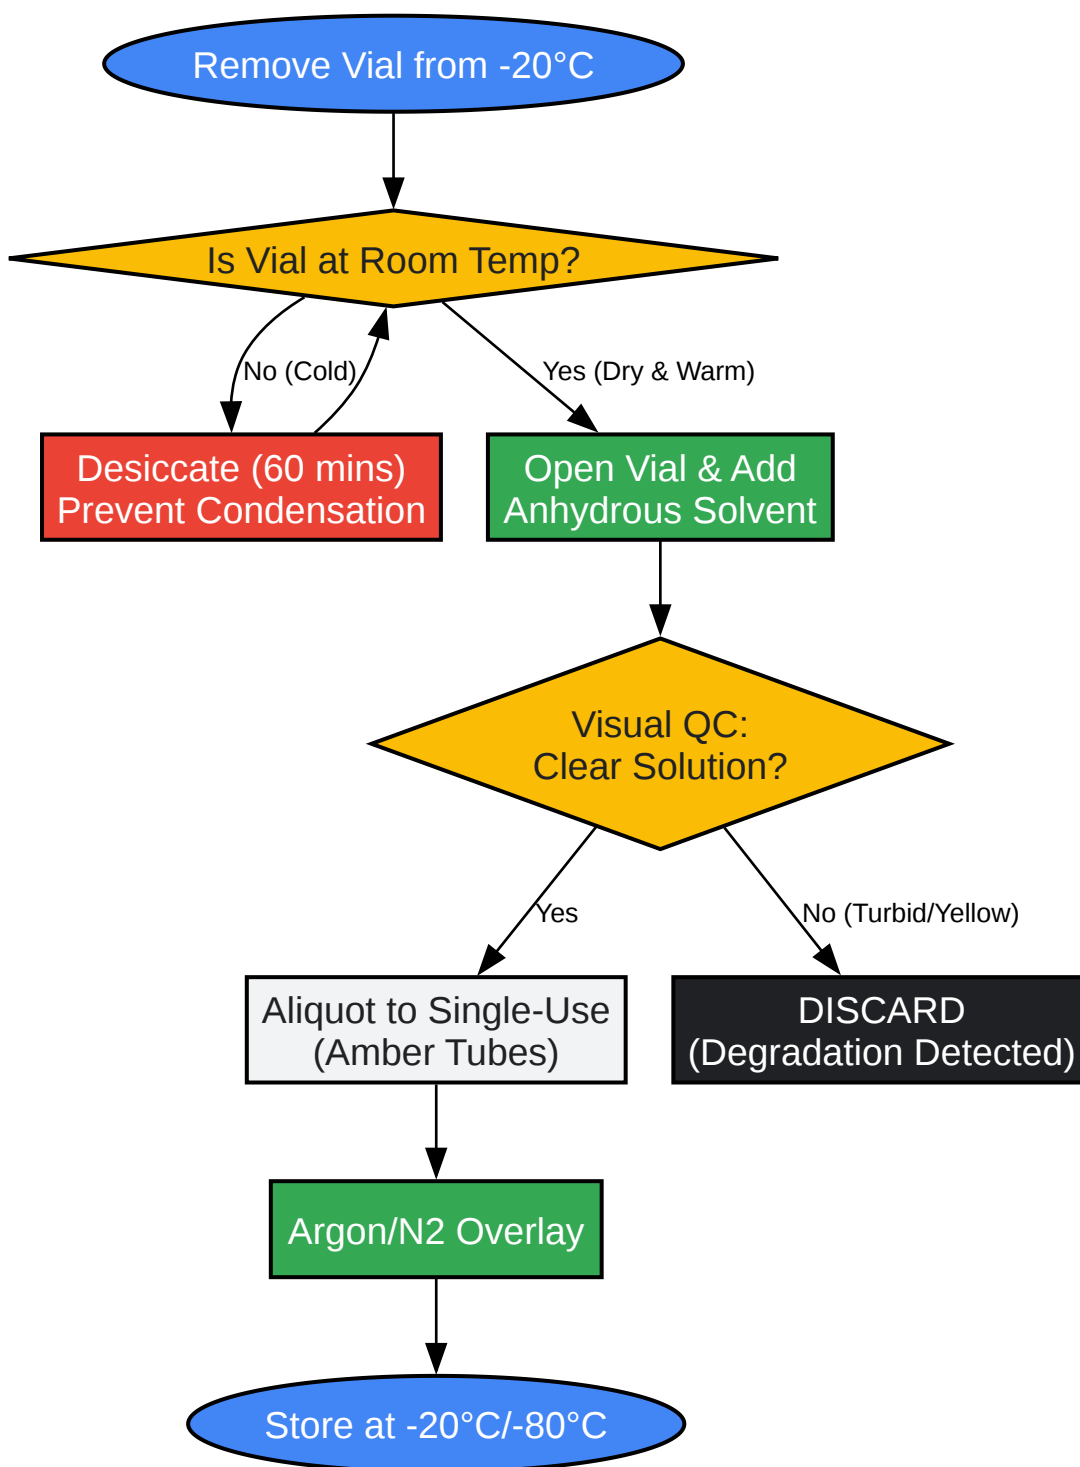 Remove Vial from -20°C
Is Vial at Room Temp?
No (Cold)
Yes (Dry & Warm)
Desiccate (60 mins)
Prevent Condensation
Open Vial & Add
Anhydrous Solvent
Visual QC:
Clear Solution?
Yes
No (Turbid/Yellow)
Aliquot to Single-Use
(Amber Tubes)
DISCARD
(Degradation Detected)
Argon/N2 Overlay
Store at -20°C/-80°C